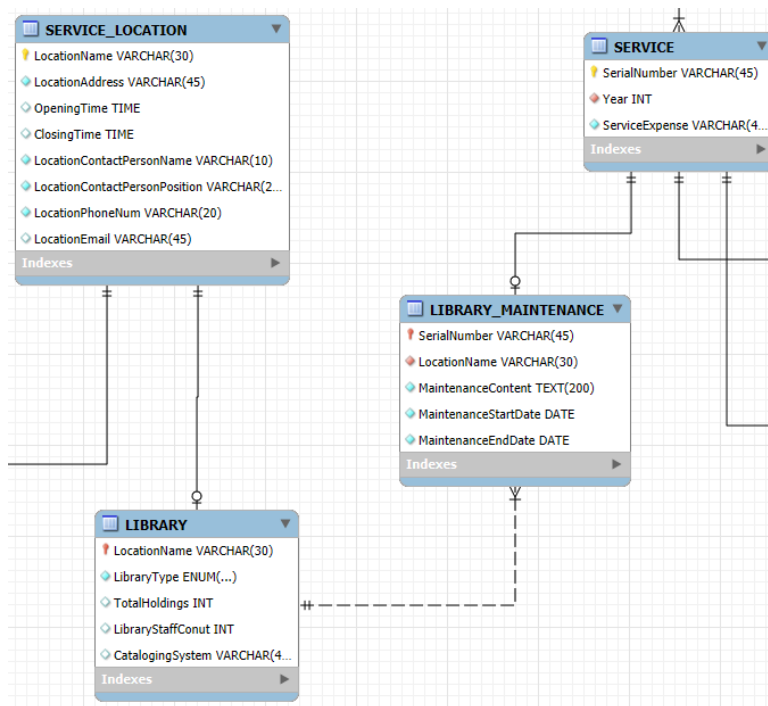 SERVICE_LOCATION
LocationName VARCHAR(30)
LocationAddress VARCHAR(45)
OpeningTime TIME
ClosingTime TIME
LocationContactPersonName VARCHAR(10)
LocationContactPersonPosition VARCHAR(2...
LocationPhoneNum VARCHAR(20)
LocationEmail VARCHAR(45)
Indexes
SERVICE
SerialNumber VARCHAR(45)
Year INT
ServiceExpense VARCHAR(4...
Indexes
LIBRARY_MAINTENANCE
SerialNumber VARCHAR(45)
LocationName VARCHAR(30)
MaintenanceContent TEXT(200)
MaintenanceStartDate DATE
MaintenanceEndDate DATE
Indexes
LIBRARY
LocationName VARCHAR(30)
LibraryType ENUM(...)
TotalHoldings INT
LibraryStaffConut INT
CatalogingSystem VARCHAR(4...
Indexes